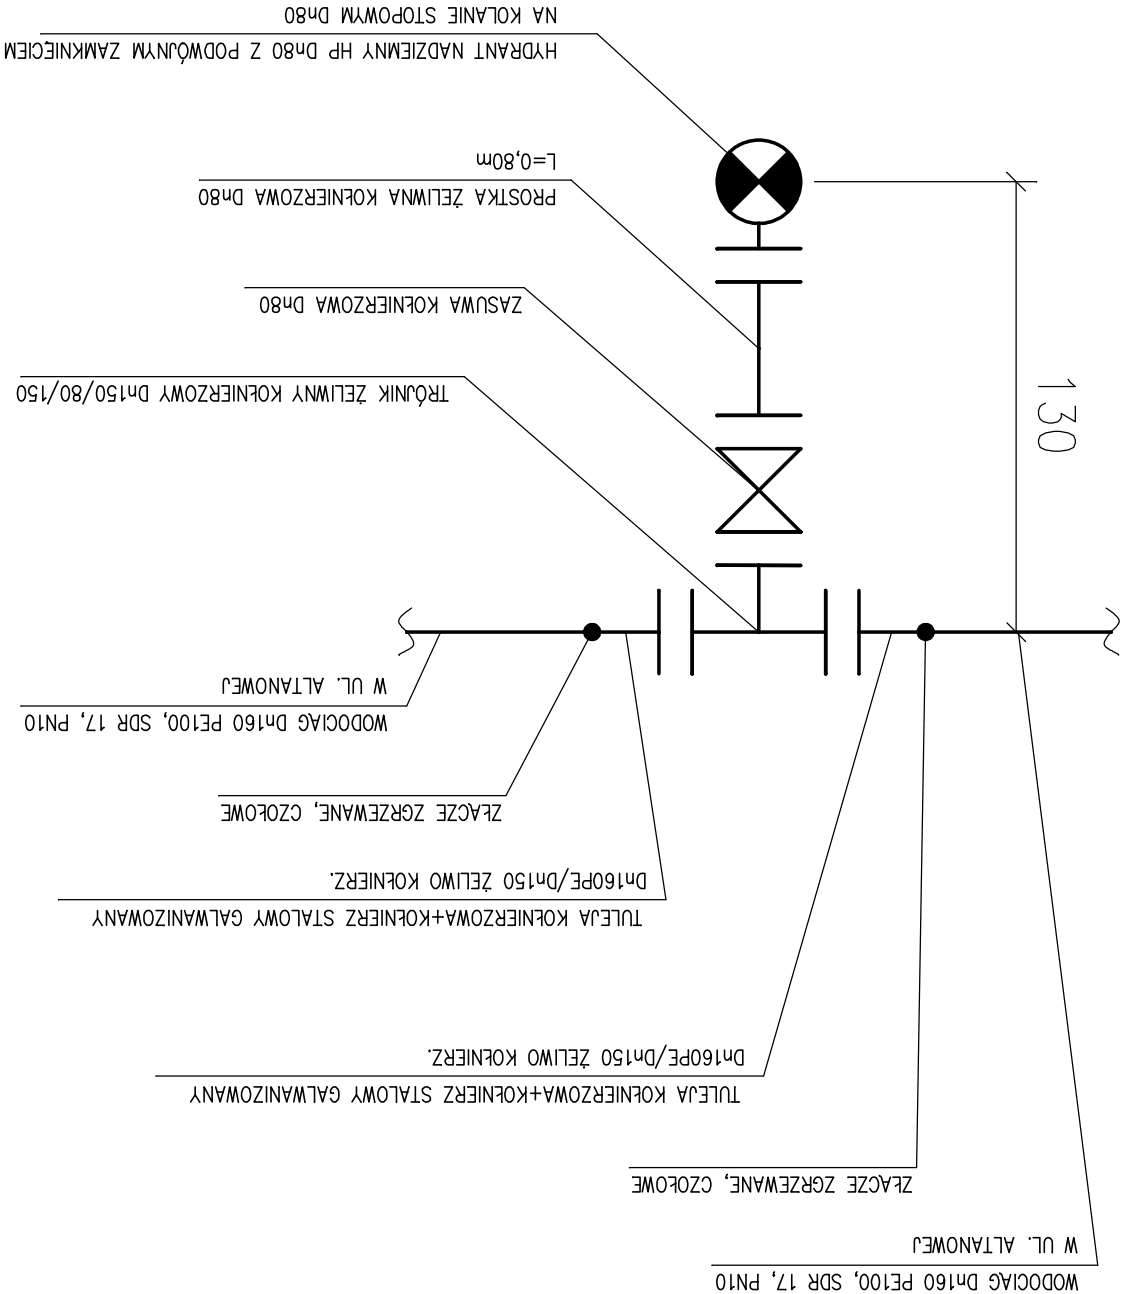 WODOCIĄG Dn160 PE100, SDR 17, PN10
W UL. ALTANOWEJ
ZŁĄCZE ZGRZEWANE, CZOŁOWE
TULEJA KOŁNIERZOWA+KOŁNIERZ STALOWY GALWANIZOWANY
Dn160PE/Dn150 ŻELIWO KOŁNIERZ.
TULEJA KOŁNIERZOWA+KOŁNIERZ STALOWY GALWANIZOWANY
Dn160PE/Dn150 ŻELIWO KOŁNIERZ.
ZŁĄCZE ZGRZEWANE, CZOŁOWE
WODOCIĄG Dn160 PE100, SDR 17, PN10
W UL. ALTANOWEJ
130
TRÓJNIK ŻELIWNY KOŁNIERZOWY Dn150/80/150
ZASUWA KOŁNIERZOWA Dn80
PROSTKA ŻELIWNA KOŁNIERZOWA Dn80
L=0,80m
HYDRANT NADZIEMNY HP Dn80 Z PODWÓJNYM ZAMKNIĘCIEM
NA KOLANIE STOPOWYM Dn80